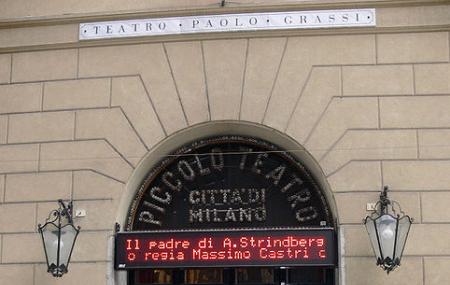 TEATRO · PAOLO · GRASSI
PICCOLO TEATRO
CITTÀ DI
MILANO
Il padre di A.Strindberg
o regia Massimo Castri c